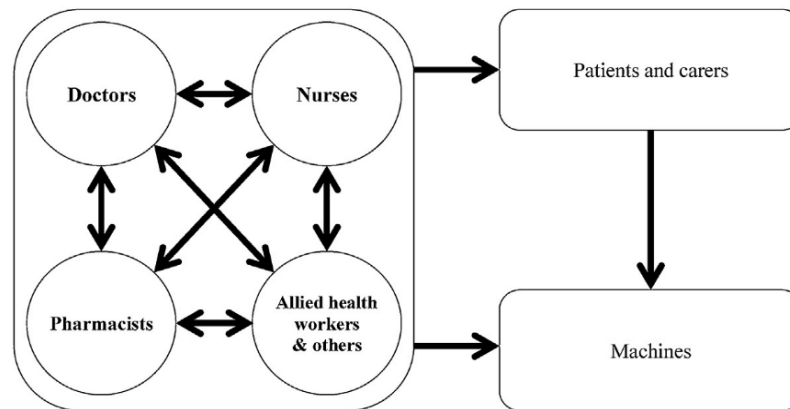 Doctors
Nurses
Patients and carers
Pharmacists
Allied health
workers
& others
Machines